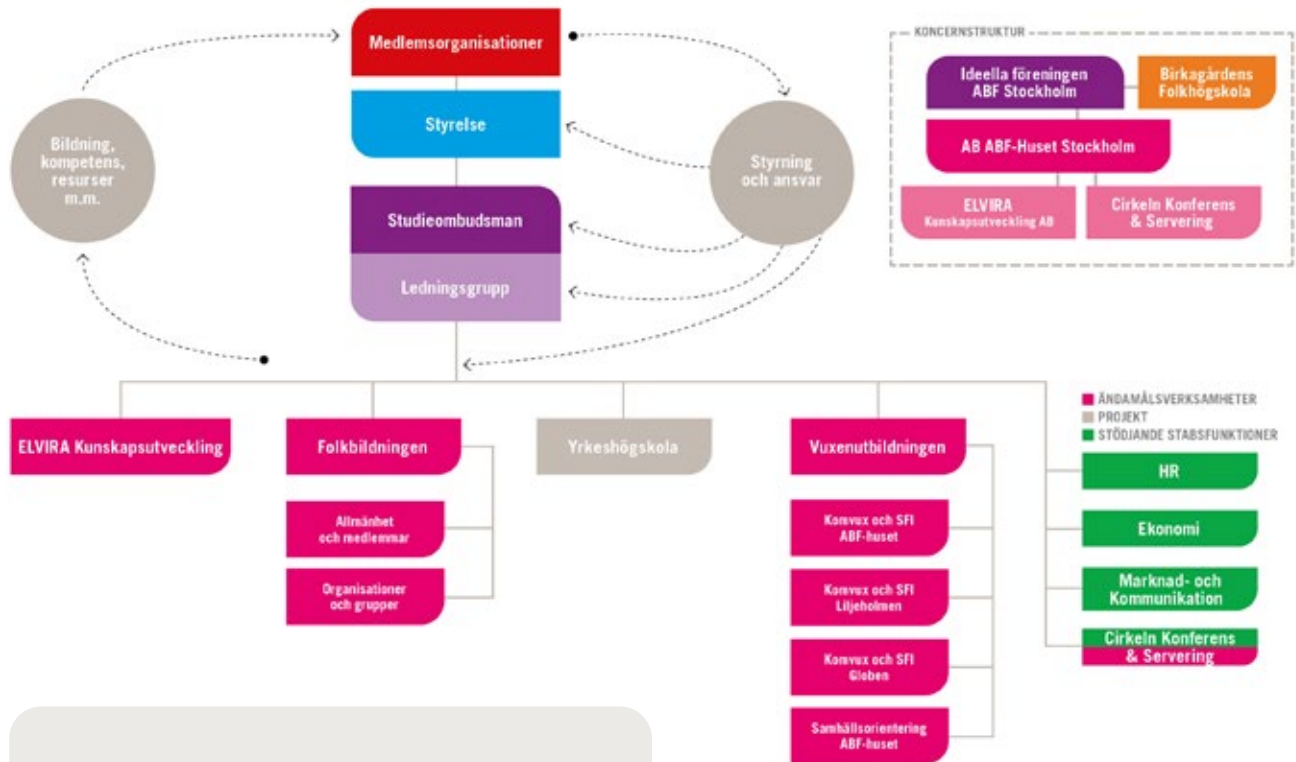 Medlemsorganisationer
Styrelse
Studieombudsman
Ledningsgrupp
Bildning,
kompetens,
resurser
m.m.
Styrning
och ansvar
KONCERNSTRUKTUR
Ideella föreningen
ABF Stockholm
Birkagårdens
Folkhögskola
AB ABF-Huset Stockholm
ELVIRA
Kunskapsutveckling AB
Cirkeln Konferens
& Servering
ELVIRA Kunskapsutveckling
Folkbildningen
Allmänhet
och medlemmar
Organisationer
och grupper
Yrkeshögskola
Vuxenutbildningen
Komvux och SFI
ABF-huset
Komvux och SFI
Liljeholmen
Komvux och SFI
Globen
Samhällsorientering
ABF-huset
ÄNDAMÅLSVERKSAMHETER
PROJEKT
STÖDJANDE STABSFUNKTIONER
HR
Ekonomi
Marknad- och
Kommunikation
Cirkeln Konferens
& Servering